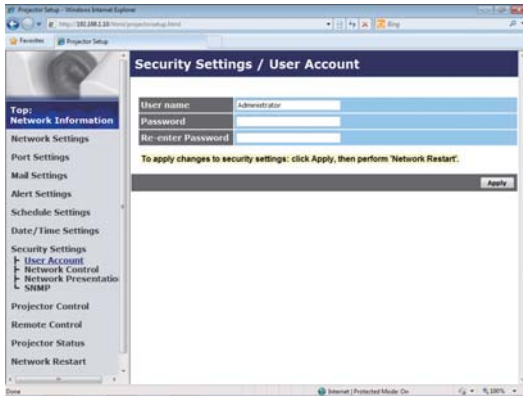 Projector Setup - Windows Internet Explorer
Bing
Favorites Projector Setup
Security Settings / User Account
Top:
Network Information
Network Settings
Port Settings
Mail Settings
Alert Settings
Schedule Settings
Date/Time Settings
Security Settings
User Account
Network Control
Network Presentatio
SNMP
Projector Control
Remote Control
Projector Status
Network Restart
User name Administrator
Password
Re-enter Password
To apply changes to security settings: click Apply, then perform 'Network Restart'.
Apply
Done Internet | Protected Mode: On 100%